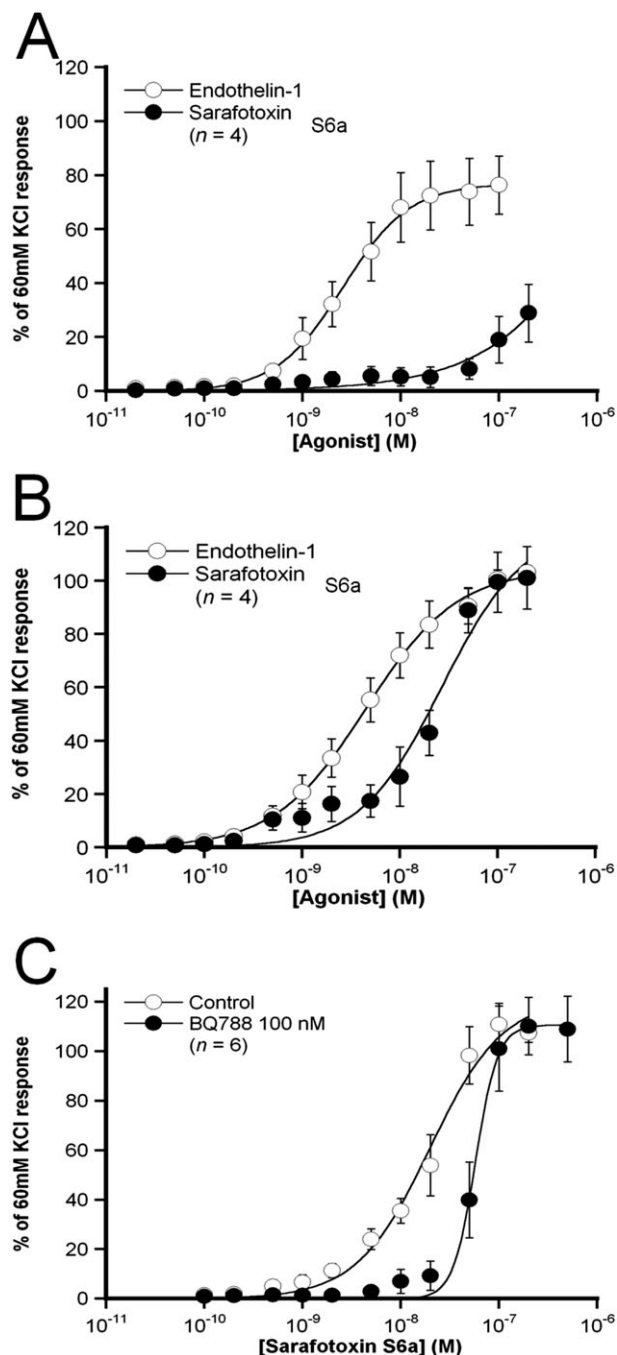 A
120
100
80
60
40
20
0
% of 60mM KCl response
Endothelin-1
Sarafotoxin S6a
(n = 4)
10-11 10-10 10-9 10-8 10-7 10-6
[Agonist] (M)
B
120
100
80
60
40
20
0
% of 60mM KCl response
Endothelin-1
Sarafotoxin S6a
(n = 4)
10-11 10-10 10-9 10-8 10-7 10-6
[Agonist] (M)
C
120
100
80
60
40
20
0
% of 60mM KCl response
Control
BQ788 100 nM
(n = 6)
10-11 10-10 10-9 10-8 10-7 10-6
[Sarafotoxin S6a] (M)